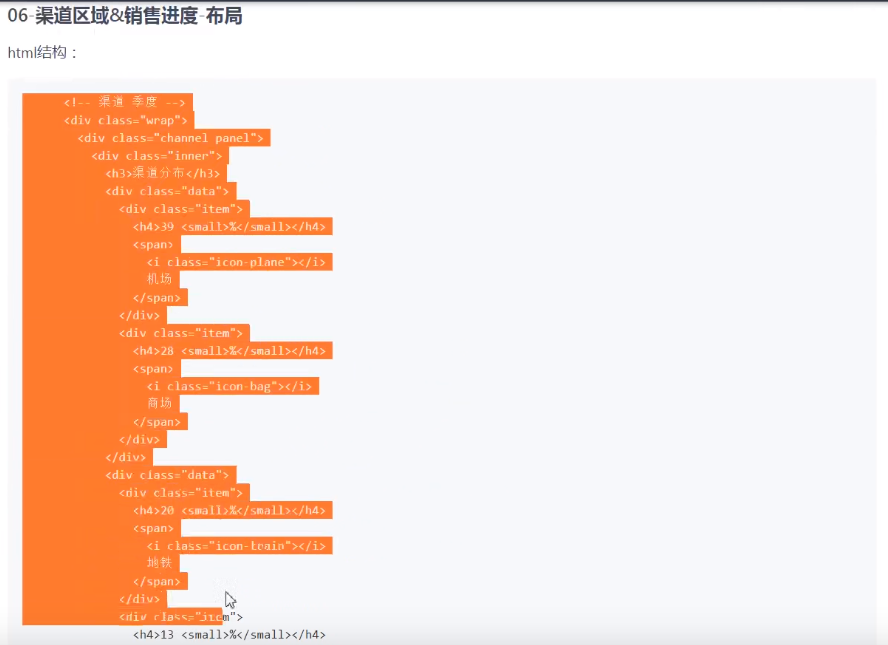 06-渠道区域&销售进度-布局
html结构：
<!-- 渠道 季度 -->
<div class="wrap">
<div class="channel panel">
<div class="inner">
<h3>渠道分布</h3>
<div class="data">
<div class="item">
<h4>39 <small>%</small></h4>
<span>
<i class="icon-plane"></i>
机场
</span>
</div>
<div class="item">
<h4>28 <small>%</small></h4>
<span>
<i class="icon-bag"></i>
商场
</span>
</div>
</div>
<div class="data">
<div class="item">
<h4>20 <small>%</small></h4>
<span>
<i class="icon-train"></i>
地铁
</span>
</div>
<div class="item">
<h4>13 <small>%</small></h4>